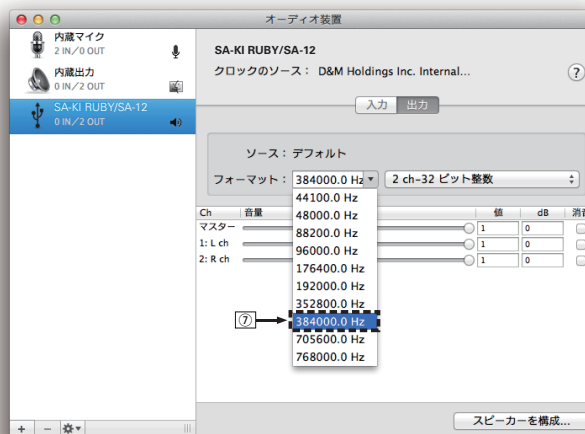 オーディオ装置
内蔵マイク
2 IN/0 OUT
内蔵出力
0 IN/2 OUT
SA-KI RUBY/SA-12
0 IN/2 OUT
SA-KI RUBY/SA-12
クロックのソース： D&M Holdings Inc. Internal...
?
入力 出力
ソース：デフォルト
フォーマット： 384000.0 Hz 2 ch-32 ビット整数
44100.0 Hz
48000.0 Hz
88200.0 Hz
96000.0 Hz
176400.0 Hz
192000.0 Hz
352800.0 Hz
⑦ 384000.0 Hz
705600.0 Hz
768000.0 Hz
Ch 音量 値 dB 消音
マスター 1 0
1: L ch 1 0
2: R ch 1 0
+ −
スピーカーを構成...